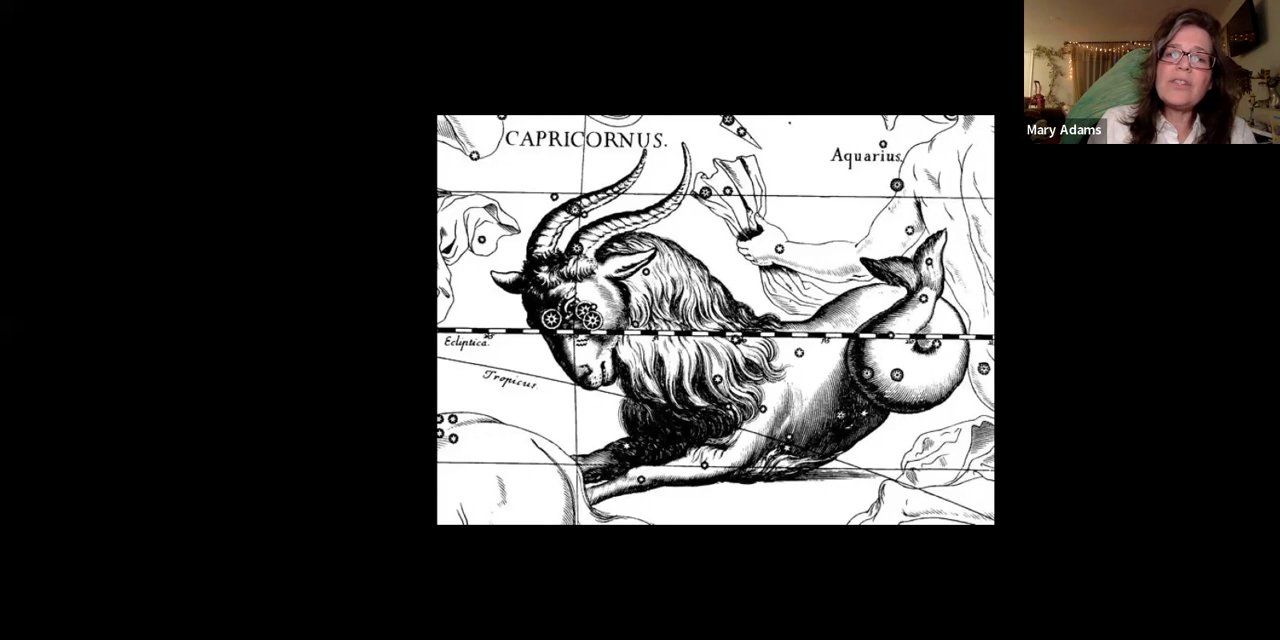 Mary Adams
CAPRICORNUS.
Aquarius.
Ecliptica.
Tropicus